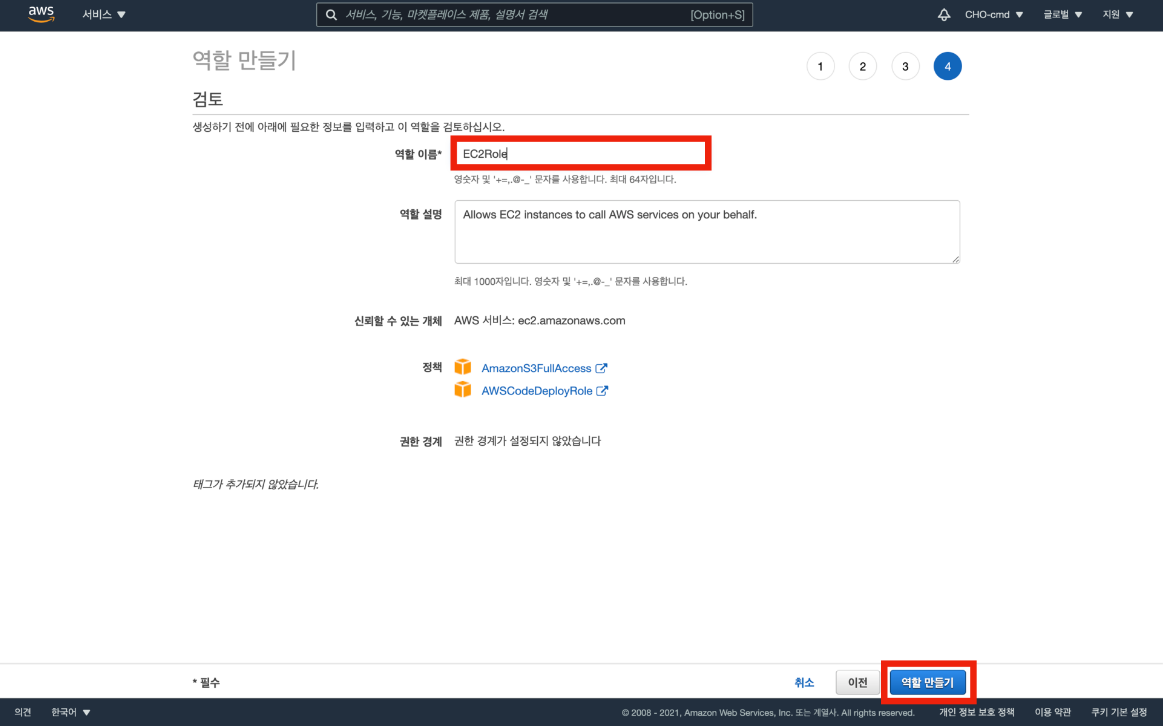 aws 서비스 ▼ 서비스, 기능, 마켓플레이스 제품, 설명서 검색 [Option+S] CHO-cmd ▼ 글로벌 ▼ 지원 ▼
역할 만들기 1 2 3 4
검토
생성하기 전에 아래에 필요한 정보를 입력하고 이 역할을 검토하십시오.
역할 이름* EC2Role
영숫자 및 '+=,.@-_' 문자를 사용합니다. 최대 64자입니다.
역할 설명 Allows EC2 instances to call AWS services on your behalf.
최대 1000자입니다. 영숫자 및 '+=,.@-_' 문자를 사용합니다.
신뢰할 수 있는 개체 AWS 서비스: ec2.amazonaws.com
정책 AmazonS3FullAccess
AWSCodeDeployRole
권한 경계 권한 경계가 설정되지 않았습니다
태그가 추가되지 않았습니다.
* 필수 취소 이전 역할 만들기
의견 한국어 ▼ © 2008 - 2021, Amazon Web Services, Inc. 또는 계열사. All rights reserved. 개인 정보 보호 정책 이용 약관 쿠키 기본 설정